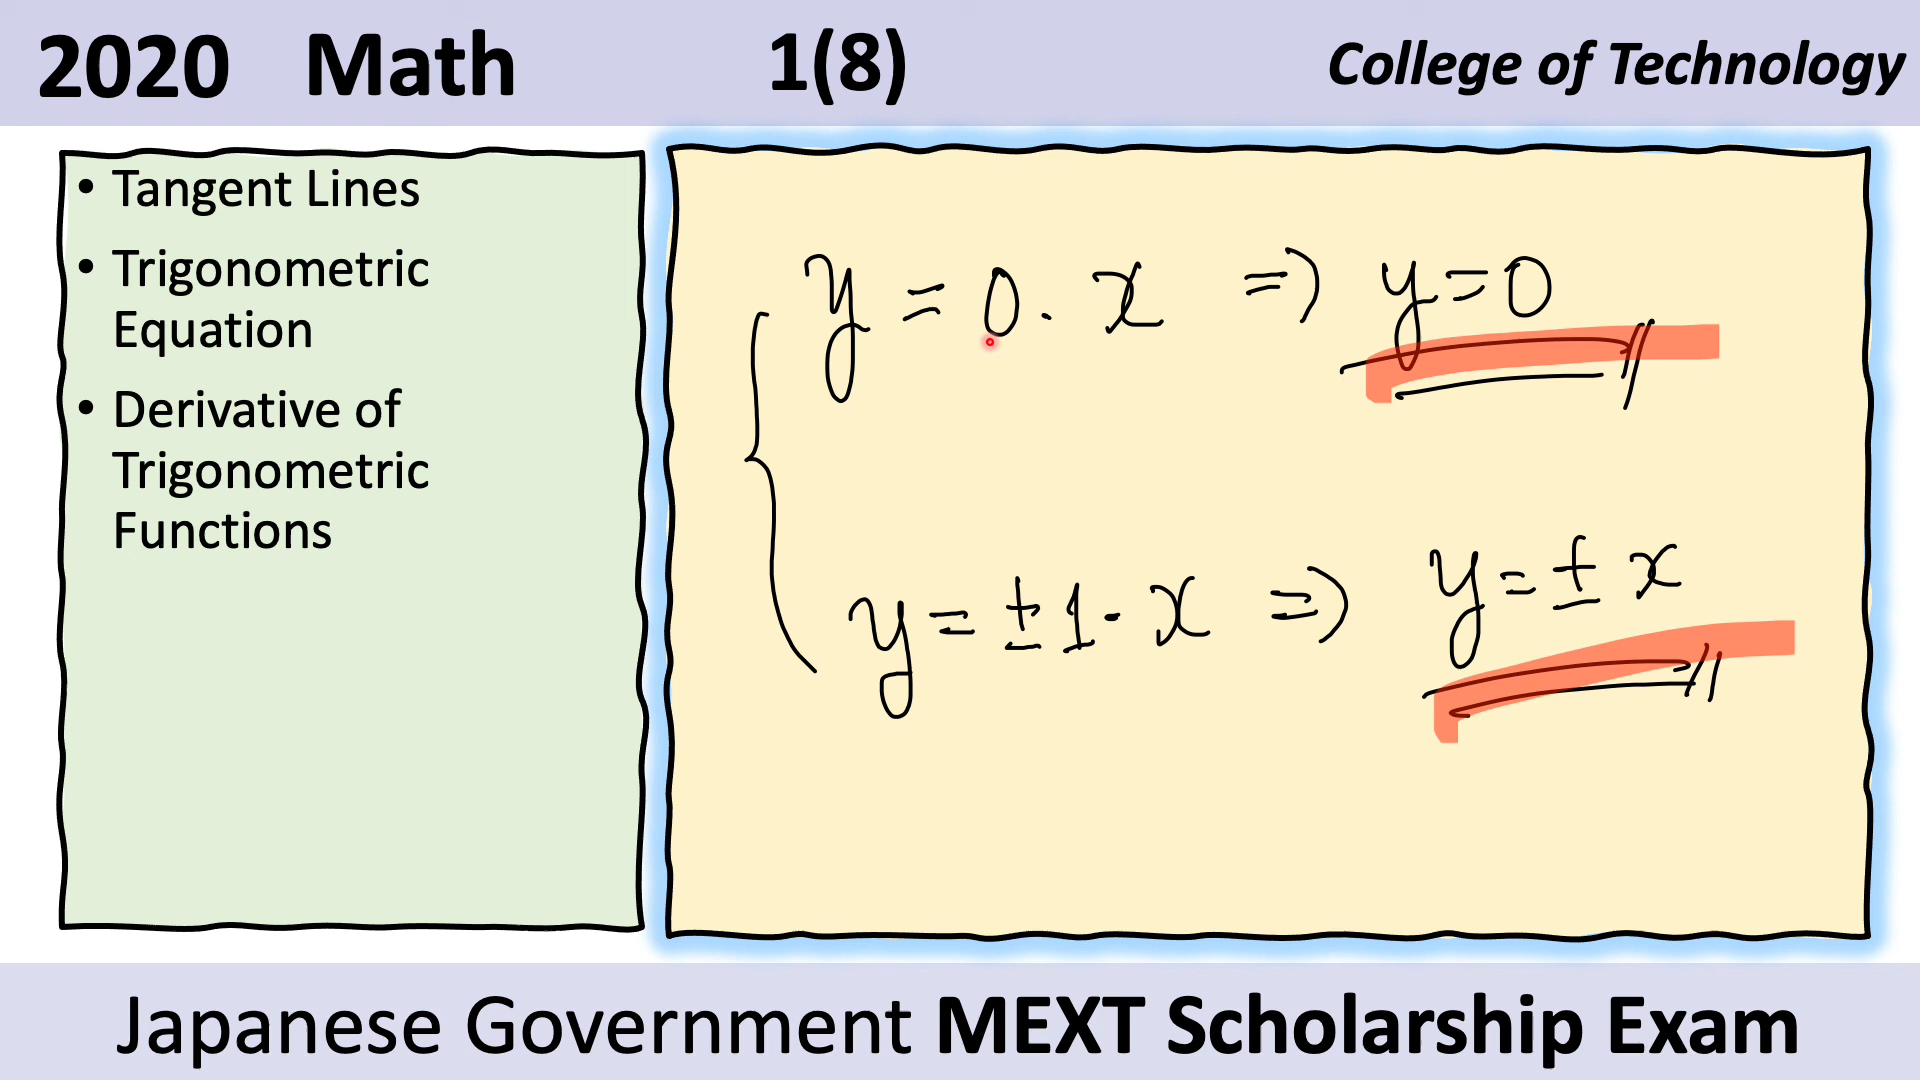 2020 Math 1(8) College of Technology
• Tangent Lines
• Trigonometric
Equation
• Derivative of
Trigonometric
Functions
y = 0 · x ⇒ y = 0
y = ± 1 · x ⇒ y = ± x
Japanese Government MEXT Scholarship Exam